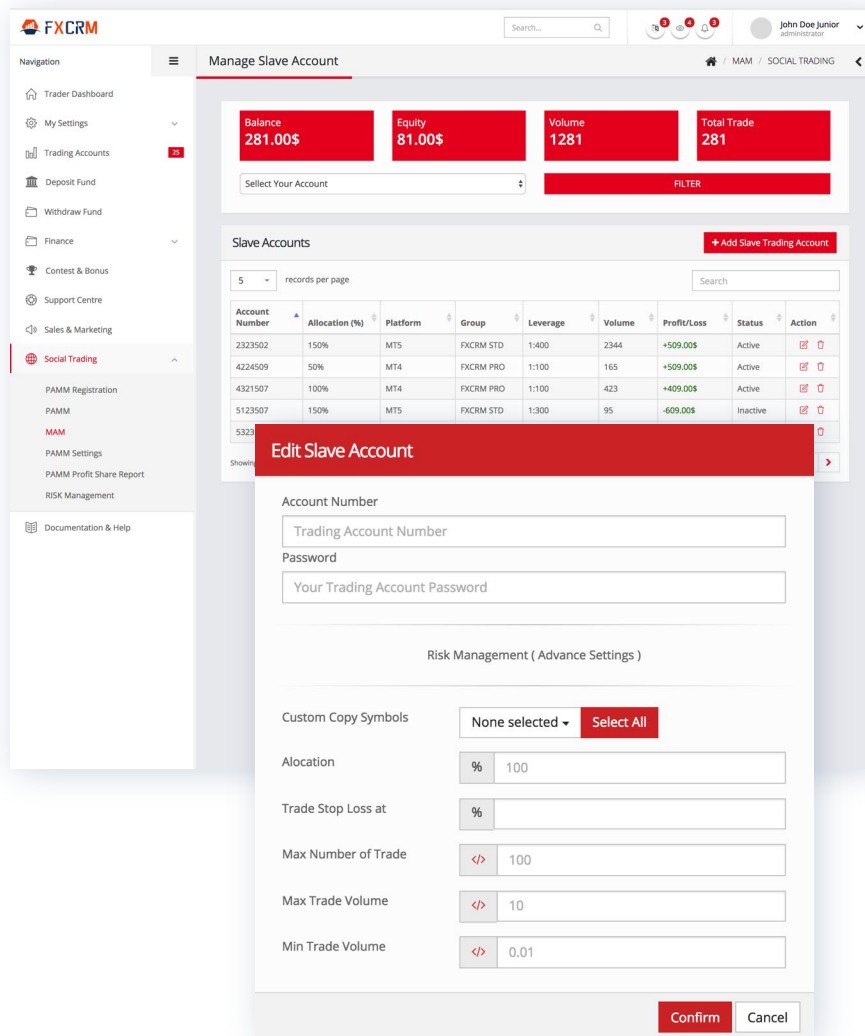 FXCRM
Search...
3
4
3
John Doe Junior
administrator
Navigation
Manage Slave Account
/ MAM / SOCIAL TRADING
Trader Dashboard
My Settings
Trading Accounts 25
Deposit Fund
Withdraw Fund
Finance
Contest & Bonus
Support Centre
Sales & Marketing
Social Trading
PAMM Registration
PAMM
MAM
PAMM Settings
PAMM Profit Share Report
RISK Management
Documentation & Help
Balance
281.00$
Equity
81.00$
Volume
1281
Total Trade
281
Sellect Your Account
FILTER
Slave Accounts
+ Add Slave Trading Account
5 records per page
Search
Account Number Allocation (%) Platform Group Leverage Volume Profit/Loss Status Action
2323502 150% MT5 FXCRM STD 1:400 2344 +509.00$ Active
4224509 50% MT4 FXCRM PRO 1:100 165 +509.00$ Active
4321507 100% MT4 FXCRM PRO 1:100 423 +409.00$ Active
5123507 150% MT5 FXCRM STD 1:300 95 -609.00$ Inactive
5323
Showing
Edit Slave Account
Account Number
Trading Account Number
Password
Your Trading Account Password
Risk Management ( Advance Settings )
Custom Copy Symbols None selected Select All
Alocation % 100
Trade Stop Loss at %
Max Number of Trade </> 100
Max Trade Volume </> 10
Min Trade Volume </> 0.01
Confirm Cancel